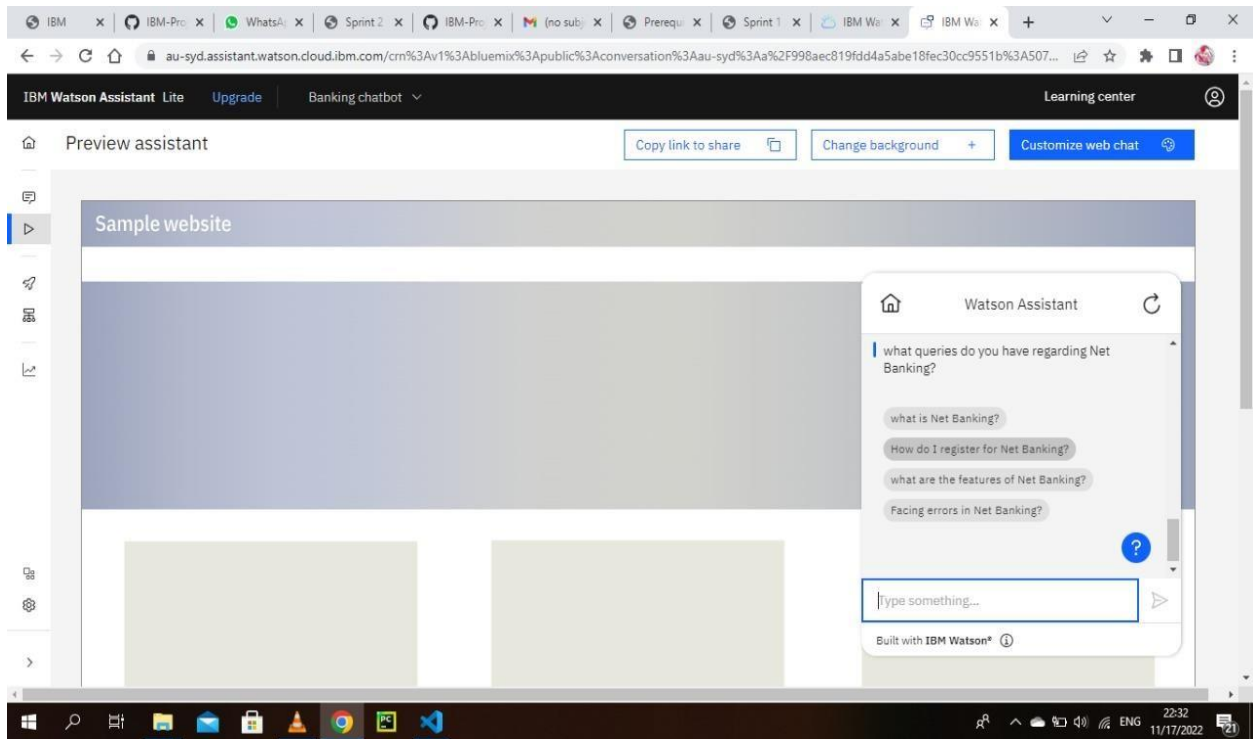 IBM
IBM-Pro
WhatsA
Sprint 2
IBM-Pro
(no subj
Prerequi
Sprint 1
IBM Wa
IBM Wa
au-syd.assistant.watson.cloud.ibm.com/crn%3Av1%3Abluemix%3Apublic%3Aconversation%3Aau-syd%3Aa%2F998aec819fdd4a5abe18fec30cc9551b%3A507...
IBM Watson Assistant Lite Upgrade Banking chatbot Learning center
Preview assistant Copy link to share Change background + Customize web chat
Sample website
Watson Assistant
what queries do you have regarding Net
Banking?
what is Net Banking?
How do I register for Net Banking?
what are the features of Net Banking?
Facing errors in Net Banking?
?
Type something...
Built with IBM Watson®
PC
22:32
ENG
11/17/2022
21